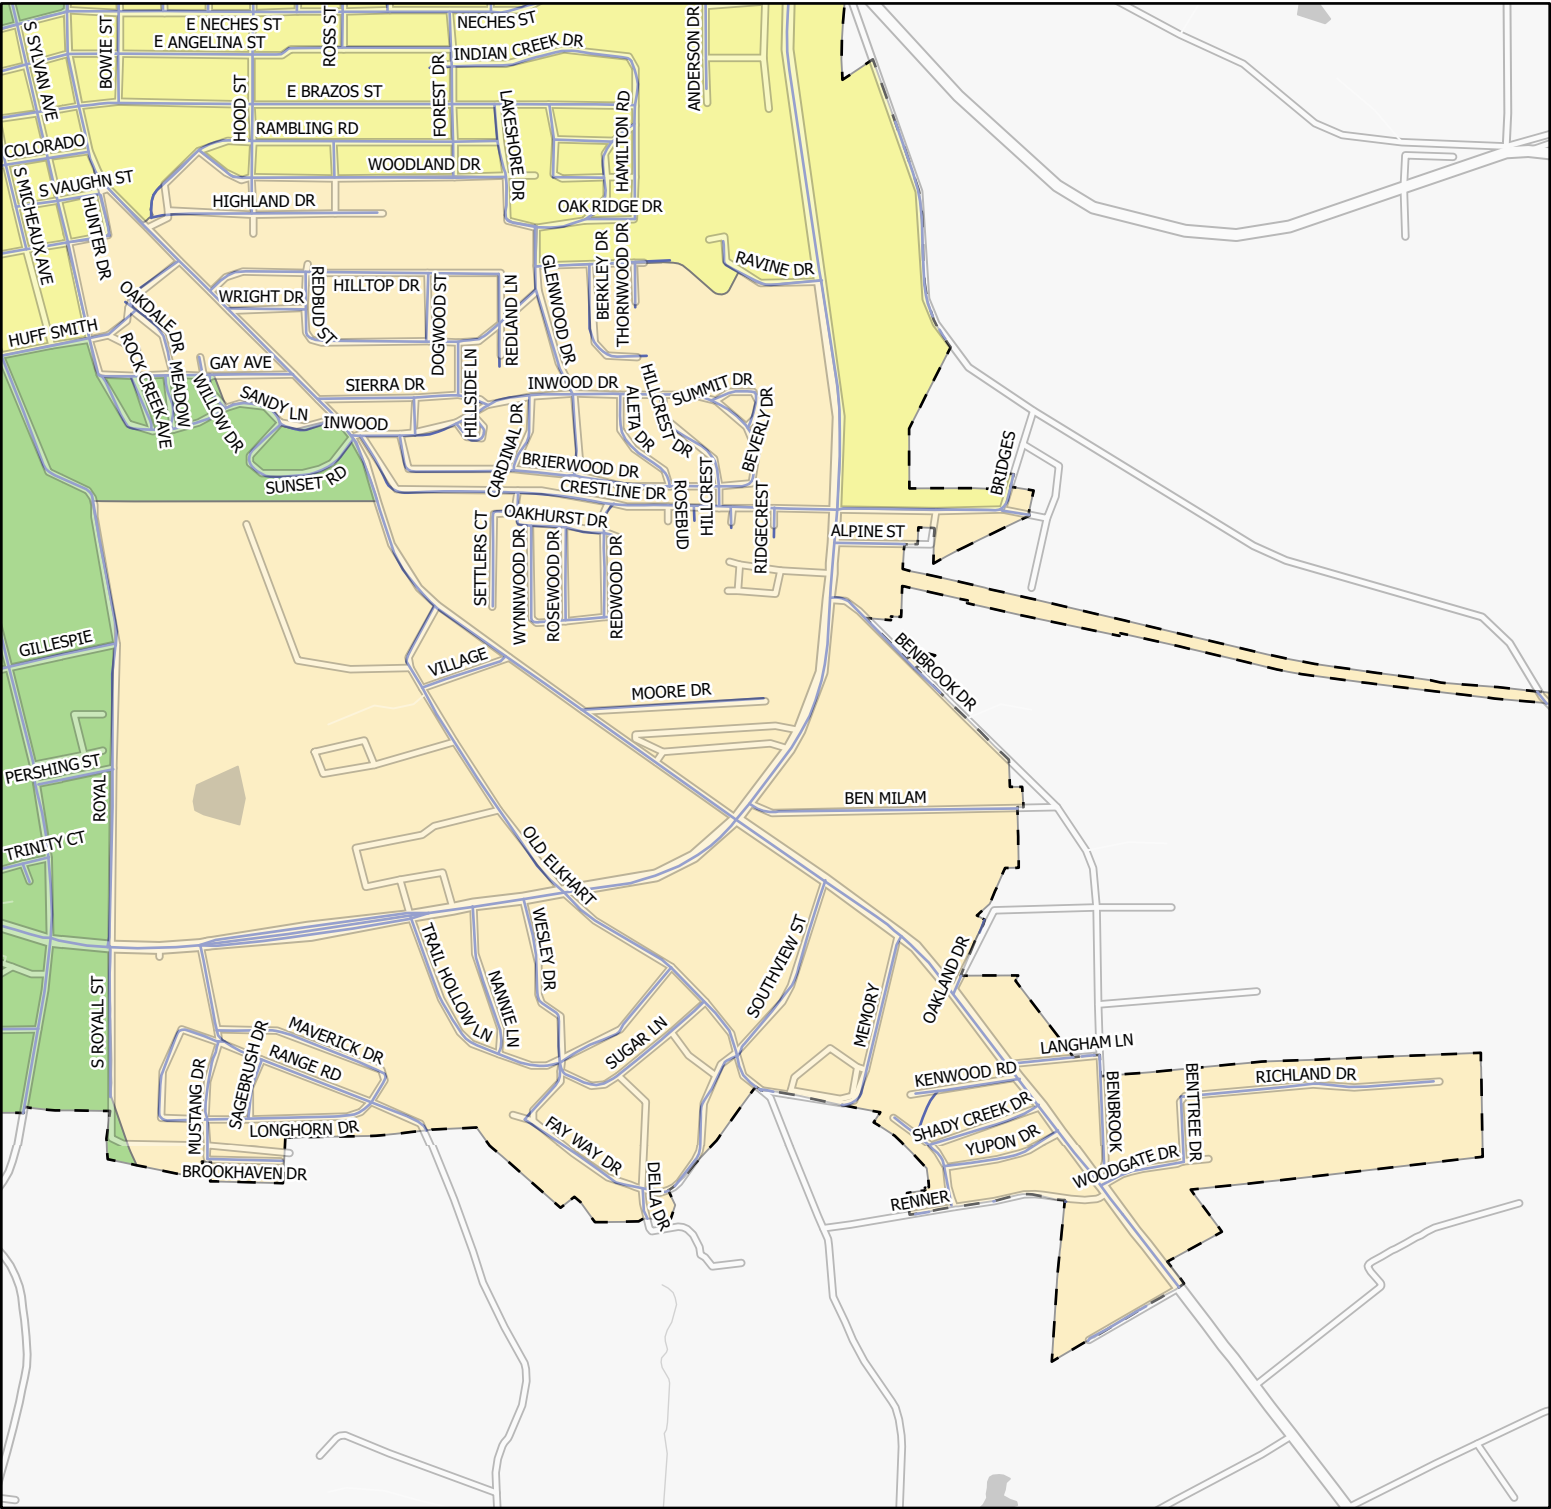 E NECHES ST
NECHES ST
ROSS ST
BOWIE ST
S SYLVAN AVE
E ANGELINA ST
INDIAN CREEK DR
ANDERSON DR
HOOD ST
FOREST DR
E BRAZOS ST
LAKESHORE DR
HAMILTON RD
RAMBLING RD
COLORADO
WOODLAND DR
S VAUGHN ST
S MICHEAUX AVE
HUNTER DR
HIGHLAND DR
OAK RIDGE DR
BERKLEY DR
THORNWOOD DR
RAVINE DR
GLENWOOD DR
REDBUD ST
HILLTOP DR
DOGWOOD ST
REDLAND LN
WRIGHT DR
OAKDALE DR
HUFF SMITH
ROCK CREEK AVE
MEADOW
WILLOW DR
GAY AVE
SANDY LN
SIERRA DR
HILLSIDE LN
INWOOD DR
ALETA DR
HILLCREST DR
SUMMIT DR
BEVERLY DR
INWOOD
CARDINAL DR
BRIERWOOD DR
SUNSET RD
CRESTLINE DR
ROSEBUD
HILLCREST
RIDGECREST
BRIDGES
SETTLERS CT
OAKHURST DR
WYNNWOOD DR
ROSEWOOD DR
REDWOOD DR
ALPINE ST
GILLESPIE
VILLAGE
BENBROOK DR
MOORE DR
PERSHING ST
ROYAL
BEN MILAM
TRINITY CT
OLD ELKHART
TRAIL HOLLOW LN
NANNIE LN
WESLEY DR
SOUTHVIEW ST
MEMORY
OAKLAND DR
S ROYALL ST
MAVERICK DR
RANGE RD
SAGEBRUSH DR
MUSTANG DR
SUGAR LN
LANGHAM LN
KENWOOD RD
BENBROOK
BENTTREE DR
RICHLAND DR
SHADY CREEK DR
YUPON DR
LONGHORN DR
FAY WAY DR
WOODGATE DR
BROOKHAVEN DR
DELLA DR
RENNER